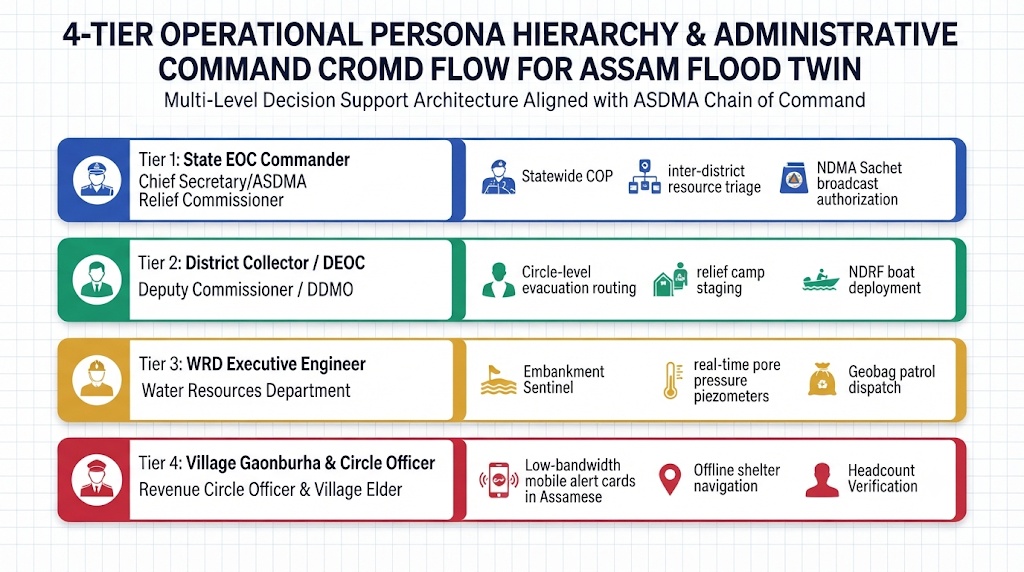 4-TIER OPERATIONAL PERSONA HIERARCHY & ADMINISTRATIVE
COMMAND CROMD FLOW FOR ASSAM FLOOD TWIN
Multi-Level Decision Support Architecture Aligned with ASDMA Chain of Command
Tier 1: State EOC Commander
Chief Secretary/ASDMA
Relief Commissioner
Statewide COP
inter-district
resource triage
NDMA Sachet
broadcast
authorization
Tier 2: District Collector / DEOC
Deputy Commissioner / DDMO
Circle-level
evacuation routing
relief camp
staging
NDRF boat
deployment
Tier 3: WRD Executive Engineer
Water Resources Department
Embankment
Sentinel
real-time pore
pressure
piezometers
Geobag patrol
dispatch
Tier 4: Village Gaonburha & Circle Officer
Revenue Circle Officer & Village Elder
Low-bandwidth
mobile alert cards
in Assamese
Offline shelter
navigation
Headcount
Verification